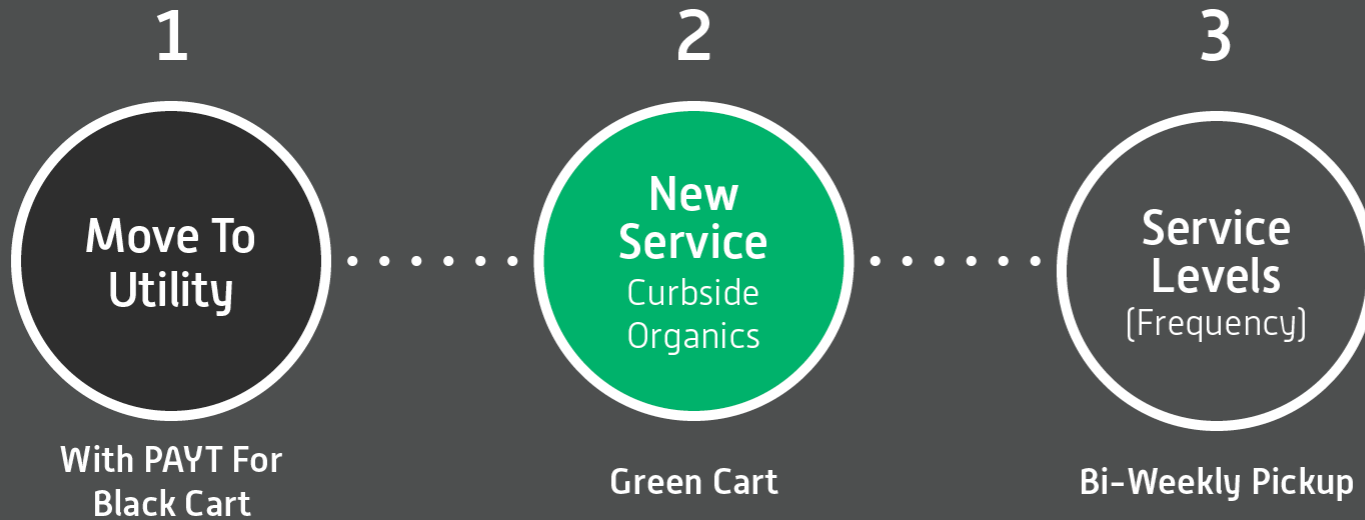 1
Move To
Utility
With PAYT For
Black Cart
2
New
Service
Curbside
Organics
Green Cart
3
Service
Levels
(Frequency)
Bi-Weekly Pickup